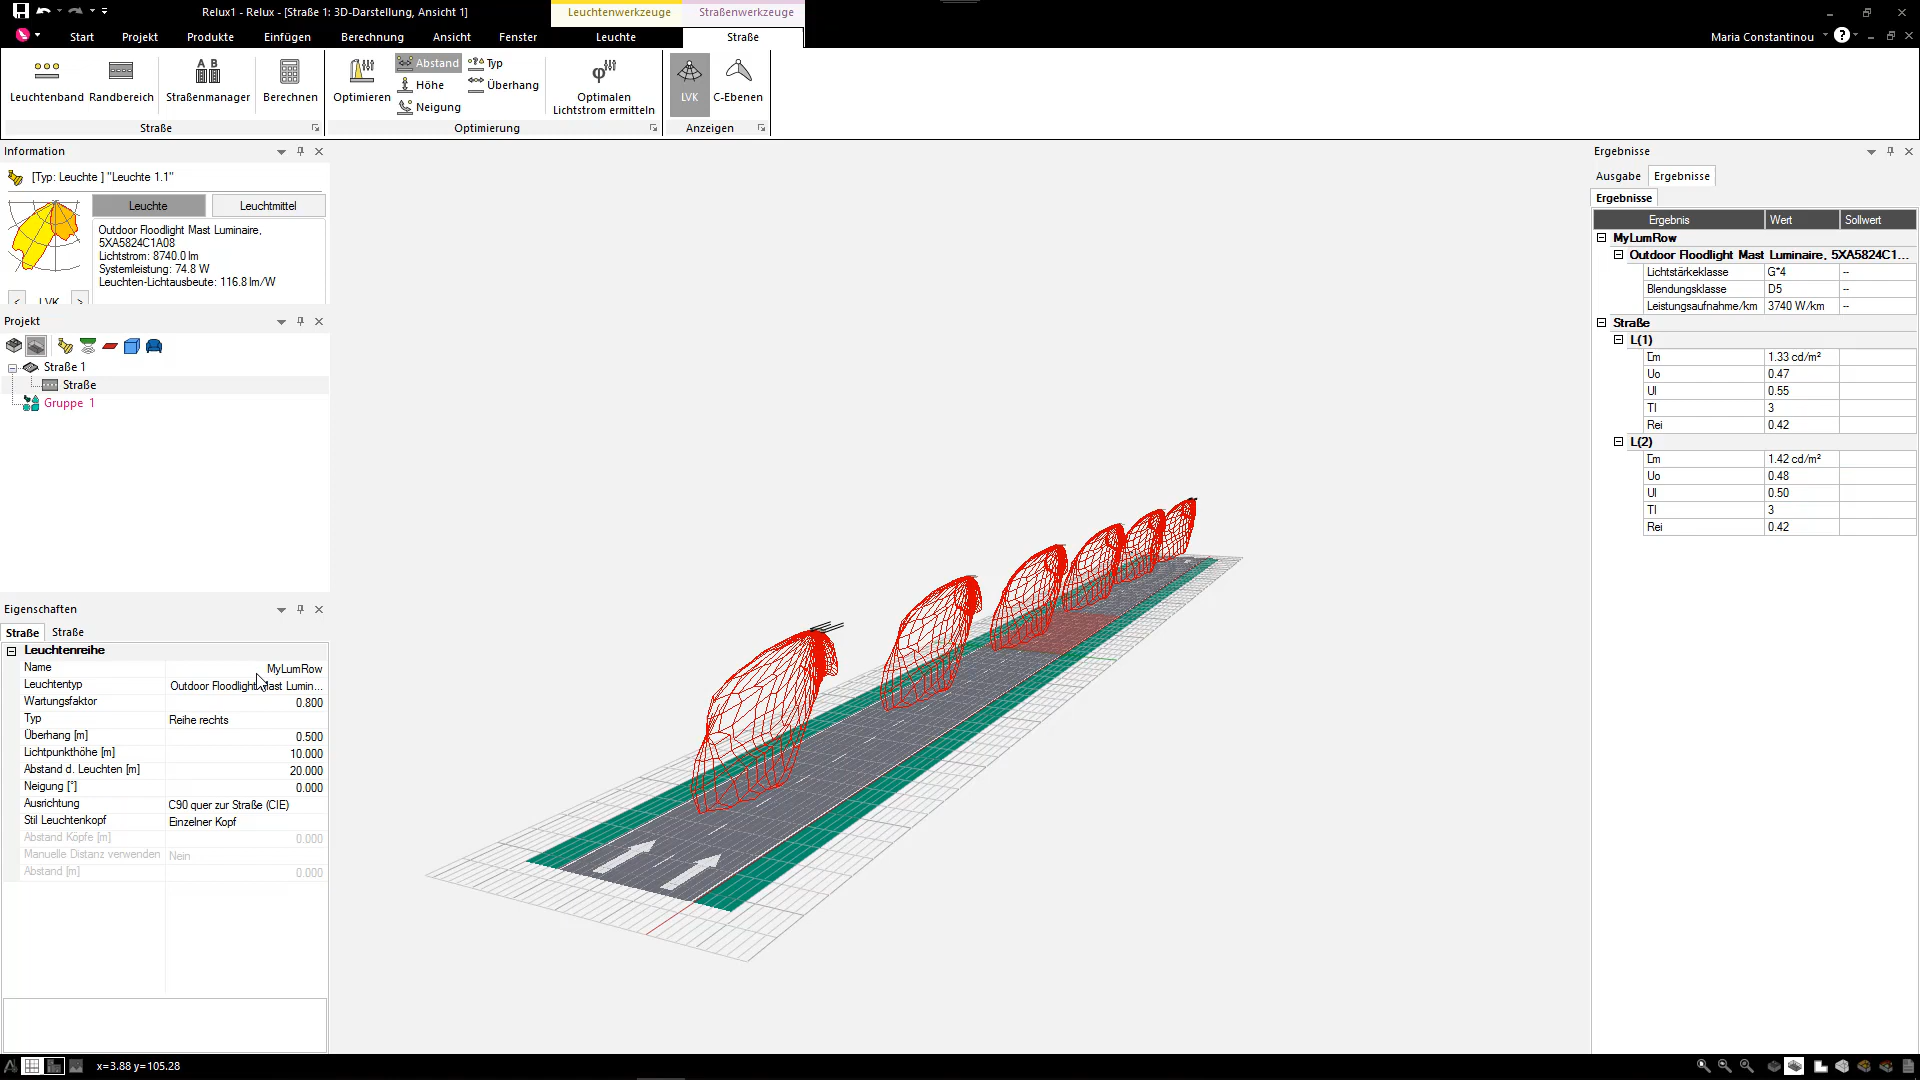 Relux1 - Relux - [Straße 1: 3D-Darstellung, Ansicht 1]
Leuchtenwerkzeuge
Straßenwerkzeuge
Start
Projekt
Produkte
Einfügen
Berechnung
Ansicht
Fenster
Leuchte
Straße
Maria Constantinou
?
Leuchtenband
Randbereich
A B
Straßenmanager
Berechnen
Straße
Optimieren
Abstand
Höhe
Neigung
Typ
Überhang
Optimierung
φ
Optimalen
Lichtstrom ermitteln
LVK
C-Ebenen
Anzeigen
Information
[Typ: Leuchte ] "Leuchte 1.1"
Leuchte
Leuchtmittel
Outdoor Floodlight Mast Luminaire,
5XA5824C1A08
Lichtstrom: 8740.0 lm
Systemleistung: 74.8 W
Leuchten-Lichtausbeute: 116.8 lm/W
< LVK >
Projekt
Straße 1
Straße
Gruppe 1
Eigenschaften
Straße
Straße
Leuchtenreihe
Name MyLumRow
Leuchtentyp Outdoor Floodlight Mast Lumin...
Wartungsfaktor 0.800
Typ Reihe rechts
Überhang [m] 0.500
Lichtpunkthöhe [m] 10.000
Abstand d. Leuchten [m] 20.000
Neigung [°] 0.000
Ausrichtung C90 quer zur Straße (CIE)
Stil Leuchtenkopf Einzelner Kopf
Abstand Köpfe [m] 0.000
Manuelle Distanz verwenden Nein
Abstand [m] 0.000
Ergebnisse
Ausgabe
Ergebnisse
Ergebnisse
Ergebnis Wert Sollwert
MyLumRow
Outdoor Floodlight Mast Luminaire, 5XA5824C1...
Lichtstärkeklasse G*4 --
Blendungsklasse D5 --
Leistungsaufnahme/km 3740 W/km --
Straße
L(1)
L̅m 1.33 cd/m²
Uo 0.47
Ul 0.55
TI 3
Rei 0.42
L(2)
L̅m 1.42 cd/m²
Uo 0.48
Ul 0.50
TI 3
Rei 0.42
x=3.88 y=105.28